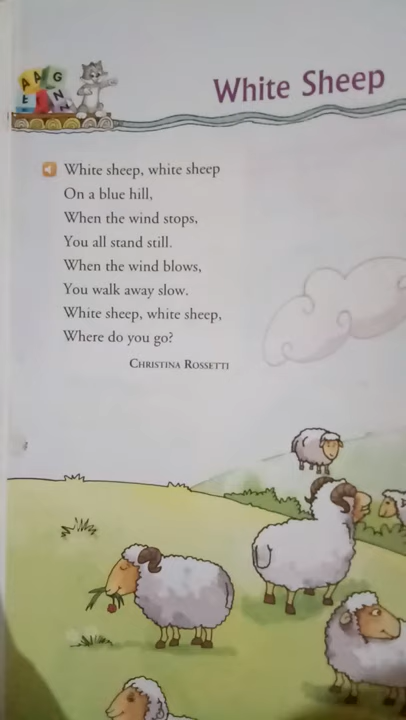 A A G
E N N
White Sheep
White sheep, white sheep
On a blue hill,
When the wind stops,
You all stand still.
When the wind blows,
You walk away slow.
White sheep, white sheep,
Where do you go?
CHRISTINA ROSSETTI